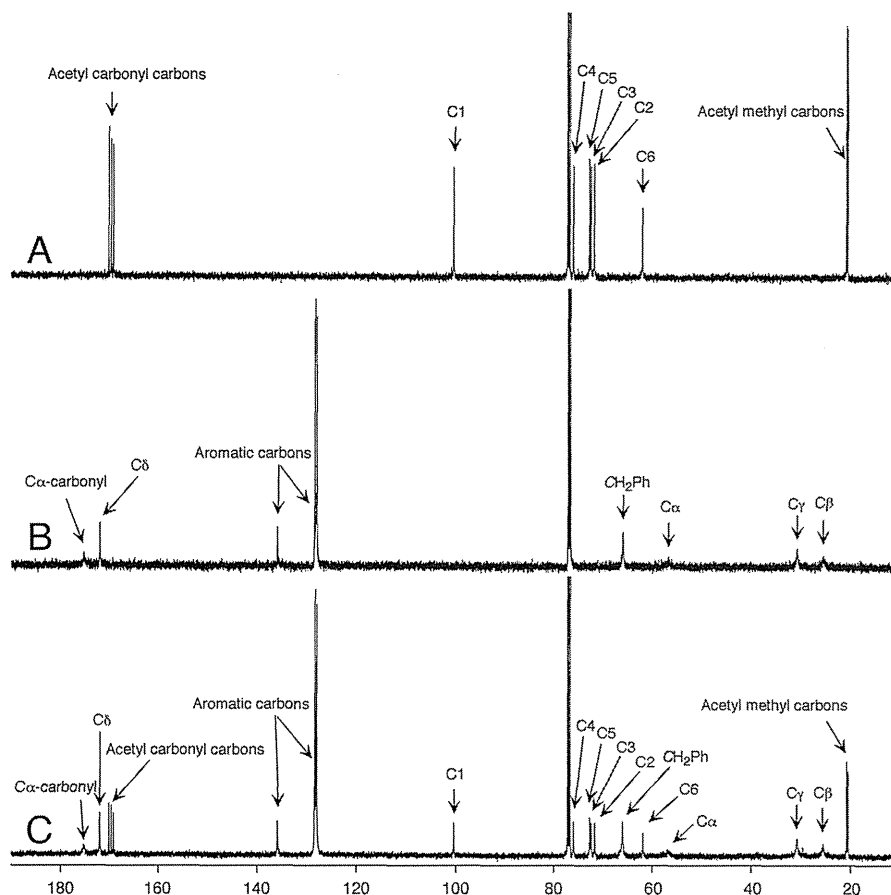 Acetyl carbonyl carbons
C1
C4
C5
C3
C2
C6
Acetyl methyl carbons
A
Cα-carbonyl
Cδ
Aromatic carbons
CH₂Ph
Cα
Cγ
Cβ
B
Cα-carbonyl
Cδ
Acetyl carbonyl carbons
Aromatic carbons
C1
C4
C5
C3
C2
CH₂Ph
C6
Cα
Cγ
Cβ
Acetyl methyl carbons
C
180 160 140 120 100 80 60 40 20